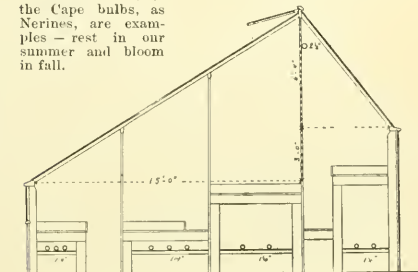 the Cape bulbs, as
Nerines, are exam-
ples — rest in our
summer and bloom
in fall.
15'-0"